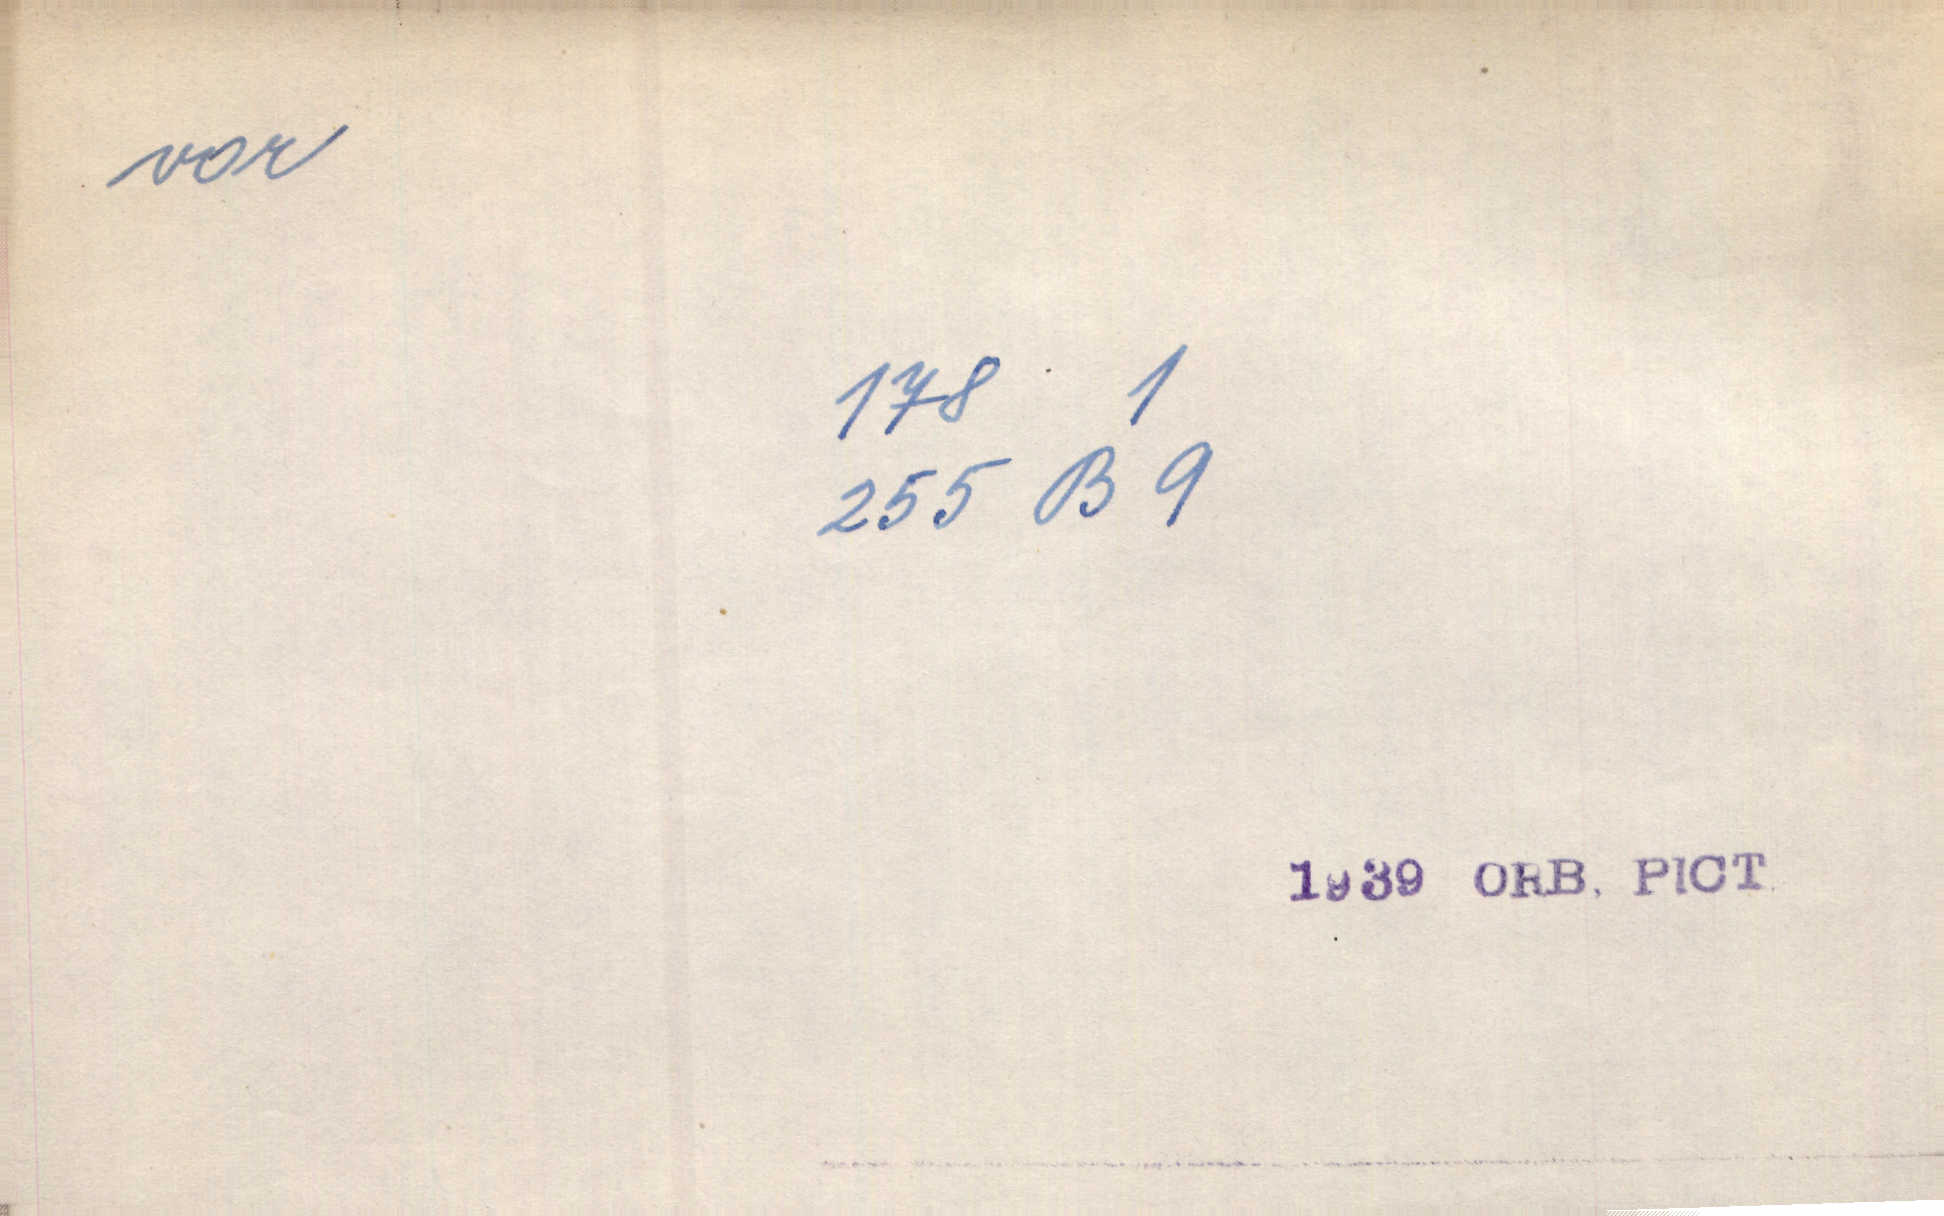 vor
178 1
255 B 9
1939 ORB. PICT.